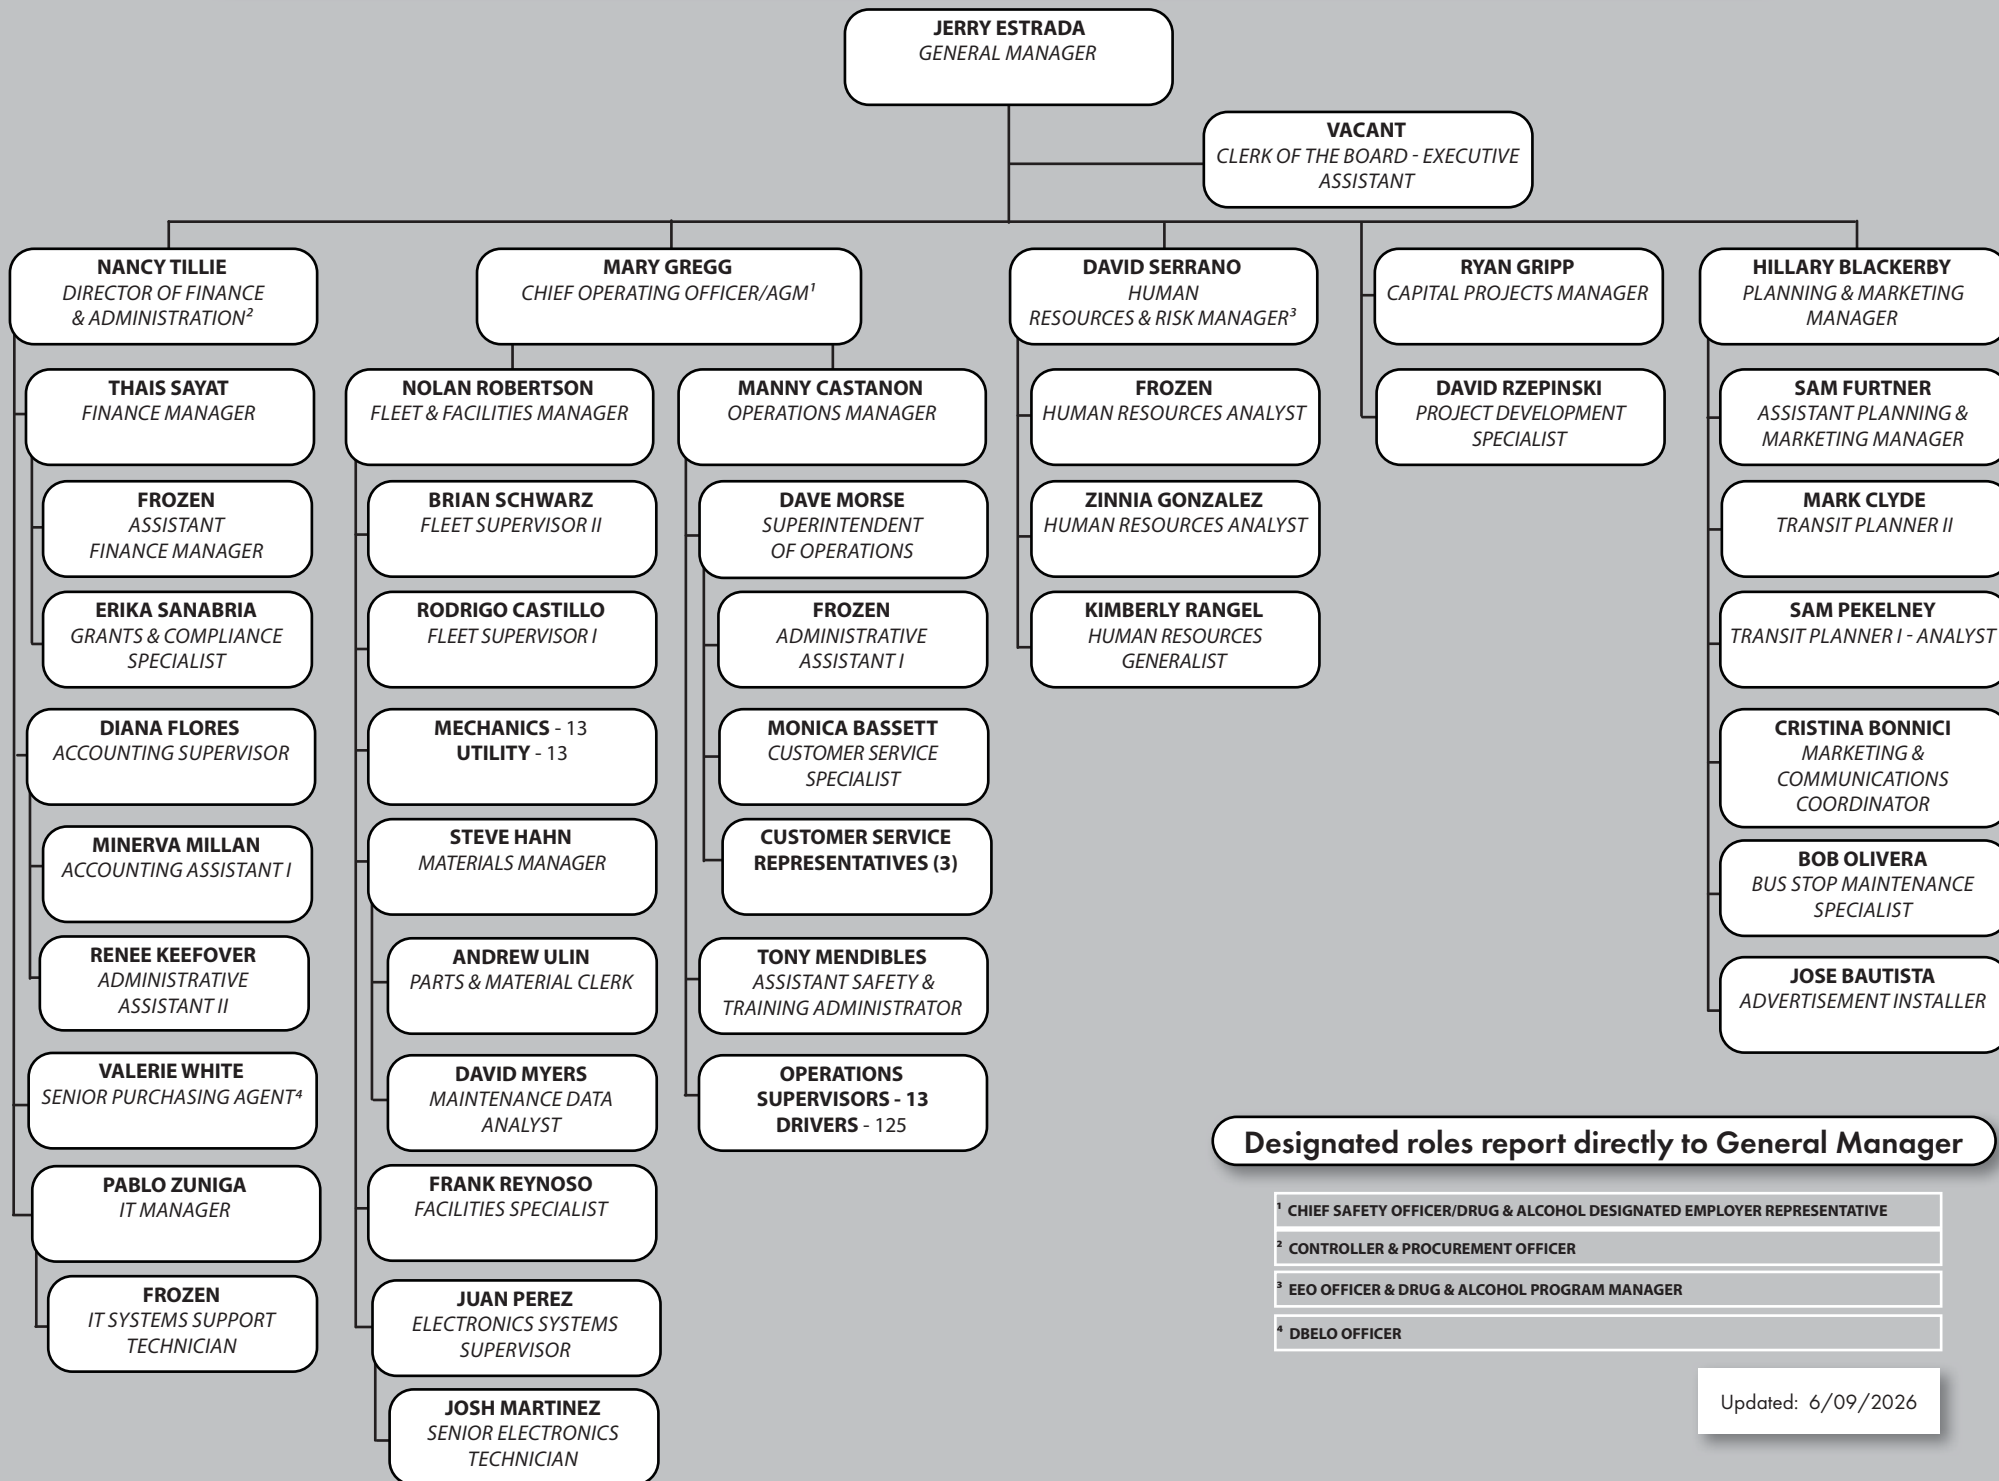 JERRY ESTRADA
GENERAL MANAGER
VACANT
CLERK OF THE BOARD - EXECUTIVE
ASSISTANT
NANCY TILLIE
DIRECTOR OF FINANCE
& ADMINISTRATION²
THAIS SAYAT
FINANCE MANAGER
FROZEN
ASSISTANT
FINANCE MANAGER
ERIKA SANABRIA
GRANTS & COMPLIANCE
SPECIALIST
DIANA FLORES
ACCOUNTING SUPERVISOR
MINERVA MILLAN
ACCOUNTING ASSISTANT I
RENEE KEEFOVER
ADMINISTRATIVE
ASSISTANT II
VALERIE WHITE
SENIOR PURCHASING AGENT⁴
PABLO ZUNIGA
IT MANAGER
FROZEN
IT SYSTEMS SUPPORT
TECHNICIAN
MARY GREGG
CHIEF OPERATING OFFICER/AGM¹
NOLAN ROBERTSON
FLEET & FACILITIES MANAGER
BRIAN SCHWARZ
FLEET SUPERVISOR II
RODRIGO CASTILLO
FLEET SUPERVISOR I
MECHANICS - 13
UTILITY - 13
STEVE HAHN
MATERIALS MANAGER
ANDREW ULIN
PARTS & MATERIAL CLERK
DAVID MYERS
MAINTENANCE DATA
ANALYST
FRANK REYNOSO
FACILITIES SPECIALIST
JUAN PEREZ
ELECTRONICS SYSTEMS
SUPERVISOR
JOSH MARTINEZ
SENIOR ELECTRONICS
TECHNICIAN
MANNY CASTANON
OPERATIONS MANAGER
DAVE MORSE
SUPERINTENDENT
OF OPERATIONS
FROZEN
ADMINISTRATIVE
ASSISTANT I
MONICA BASSETT
CUSTOMER SERVICE
SPECIALIST
CUSTOMER SERVICE
REPRESENTATIVES (3)
TONY MENDIBLES
ASSISTANT SAFETY &
TRAINING ADMINISTRATOR
OPERATIONS
SUPERVISORS - 13
DRIVERS - 125
DAVID SERRANO
HUMAN
RESOURCES & RISK MANAGER³
FROZEN
HUMAN RESOURCES ANALYST
ZINNIA GONZALEZ
HUMAN RESOURCES ANALYST
KIMBERLY RANGEL
HUMAN RESOURCES
GENERALIST
RYAN GRIPP
CAPITAL PROJECTS MANAGER
DAVID RZEPINSKI
PROJECT DEVELOPMENT
SPECIALIST
HILLARY BLACKERBY
PLANNING & MARKETING
MANAGER
SAM FURTNER
ASSISTANT PLANNING &
MARKETING MANAGER
MARK CLYDE
TRANSIT PLANNER II
SAM PEKELNEY
TRANSIT PLANNER I - ANALYST
CRISTINA BONNICI
MARKETING &
COMMUNICATIONS
COORDINATOR
BOB OLIVERA
BUS STOP MAINTENANCE
SPECIALIST
JOSE BAUTISTA
ADVERTISEMENT INSTALLER
Designated roles report directly to General Manager
¹ CHIEF SAFETY OFFICER/DRUG & ALCOHOL DESIGNATED EMPLOYER REPRESENTATIVE
² CONTROLLER & PROCUREMENT OFFICER
³ EEO OFFICER & DRUG & ALCOHOL PROGRAM MANAGER
⁴ DBELO OFFICER
Updated: 6/09/2026